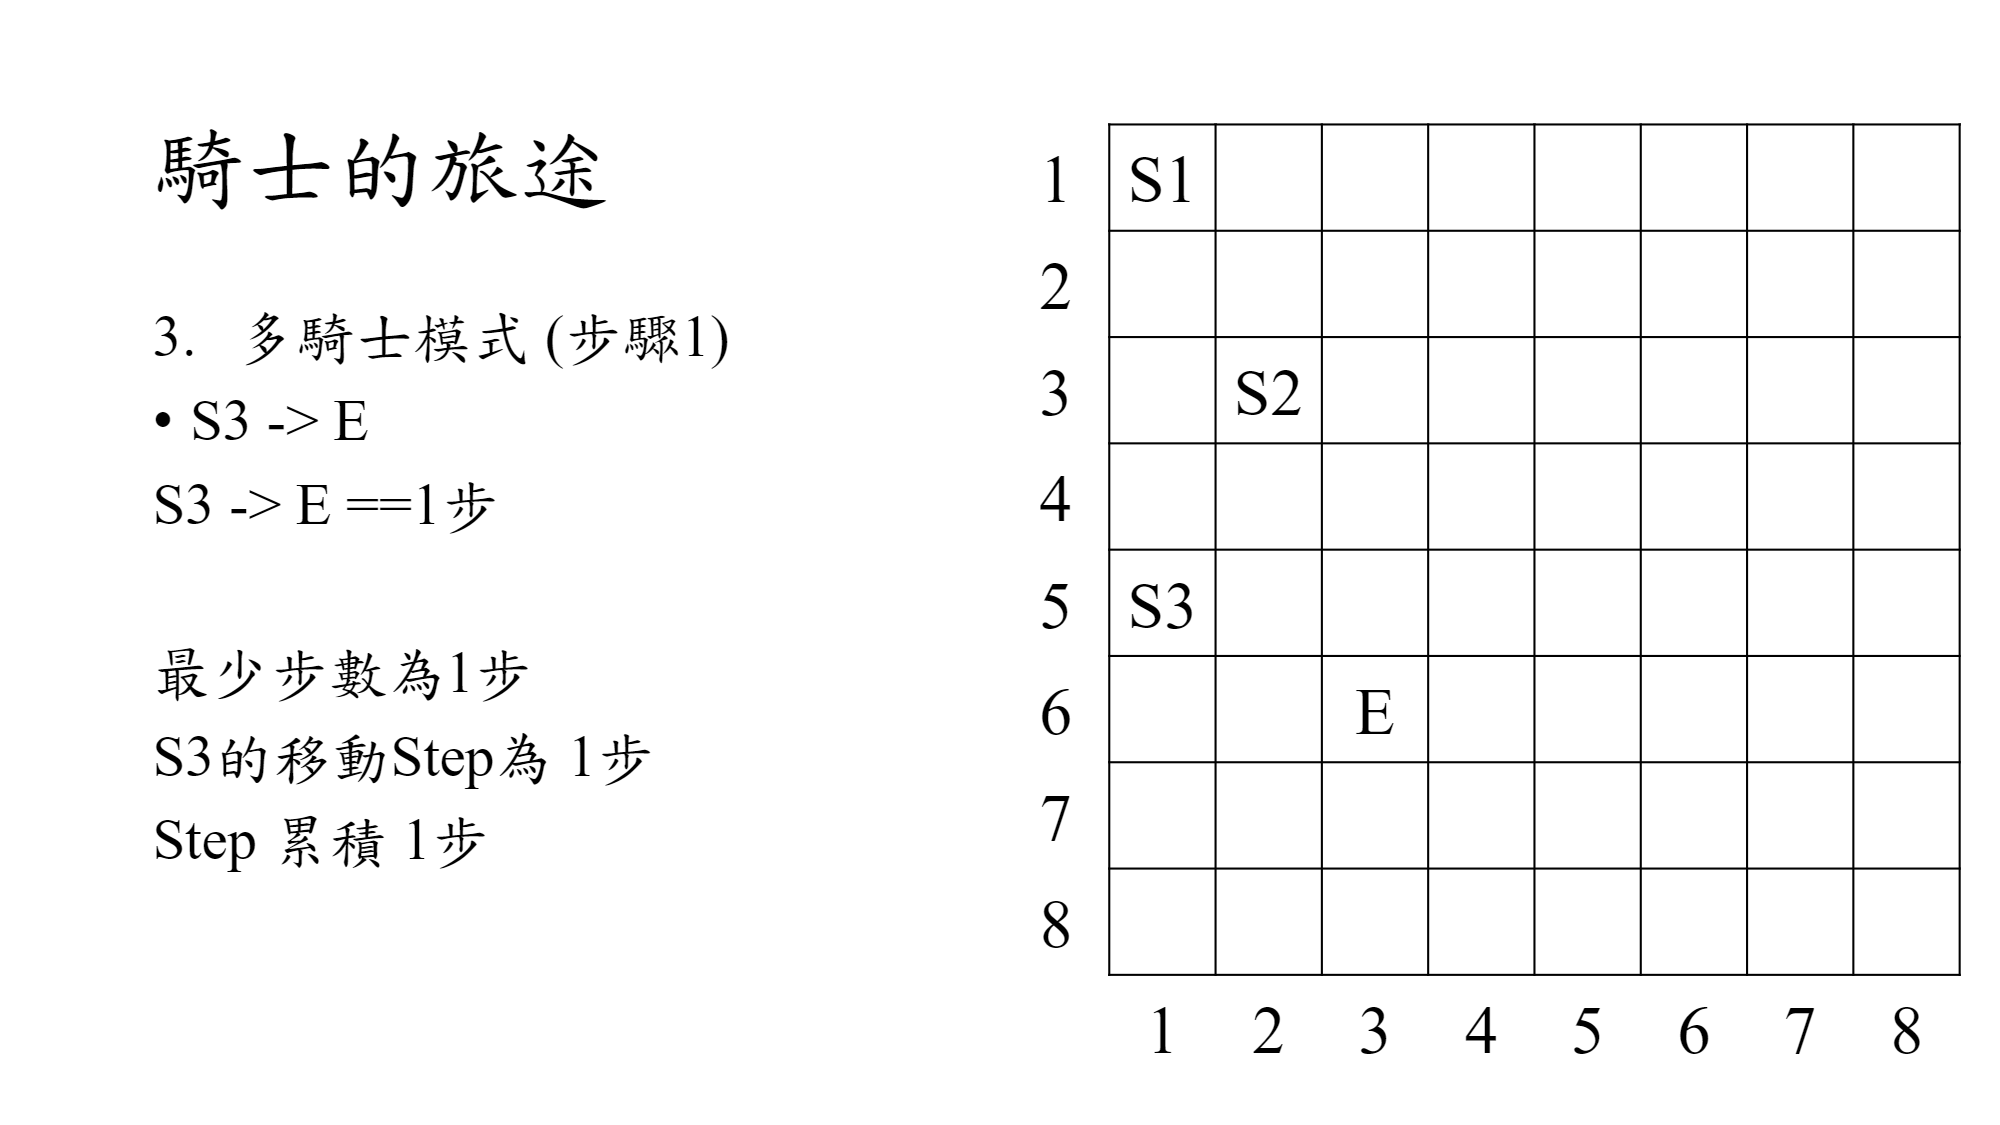 騎士的旅途
3. 多騎士模式 (步驟1)
• S3 -> E
S3 -> E ==1步
最少步數為1步
S3的移動Step為 1步
Step 累積 1步
1 S1
2
3 S2
4
5 S3
6 E
7
8
1 2 3 4 5 6 7 8